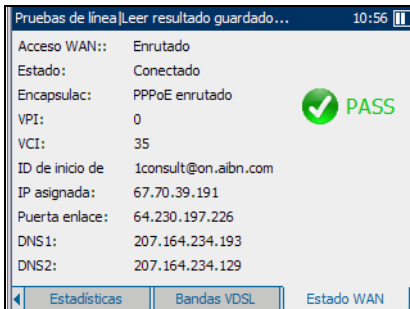 Pruebas de línea|Leer resultado guardado... 10:56
Acceso WAN:: Enrutado
Estado: Conectado
Encapsulac: PPPoE enrutado
PASS
VPI: 0
VCI: 35
ID de inicio de 1consult@on.aibn.com
IP asignada: 67.70.39.191
Puerta enlace: 64.230.197.226
DNS1: 207.164.234.193
DNS2: 207.164.234.129
Estadísticas Bandas VDSL Estado WAN